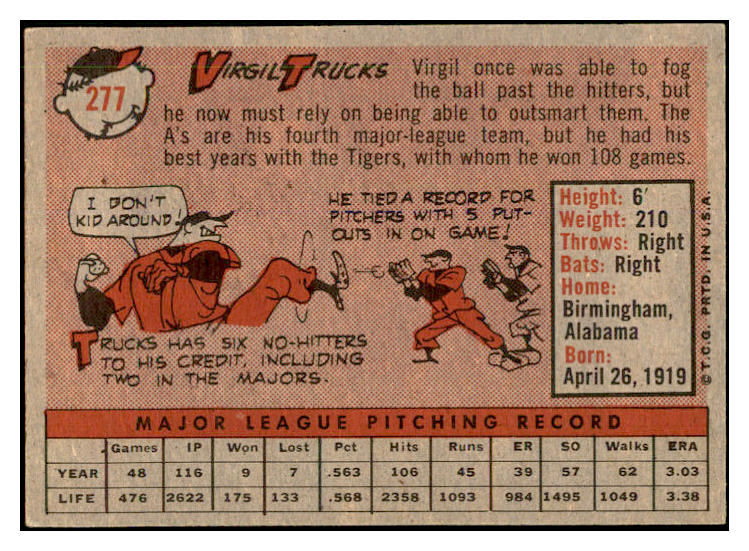 277
VIRGIL TRUCKS
Virgil once was able to fog
the ball past the hitters, but
he now must rely on being able to outsmart them. The
A's are his fourth major-league team, but he had his
best years with the Tigers, with whom he won 108 games.
I DON'T
KID AROUND!
TRUCKS HAS SIX NO-HITTERS
TO HIS CREDIT, INCLUDING
TWO IN THE MAJORS.
HE TIED A RECORD FOR
PITCHERS WITH 5 PUT-
OUTS IN ON GAME!
Height: 6'
Weight: 210
Throws: Right
Bats: Right
Home:
Birmingham,
Alabama
Born:
April 26, 1919
© T.C.G. PRTD. IN U.S.A.
MAJOR LEAGUE PITCHING RECORD
Games IP Won Lost Pct Hits Runs ER SO Walks ERA
YEAR 48 116 9 7 .563 106 45 39 57 62 3.03
LIFE 476 2622 175 133 .568 2358 1093 984 1495 1049 3.38